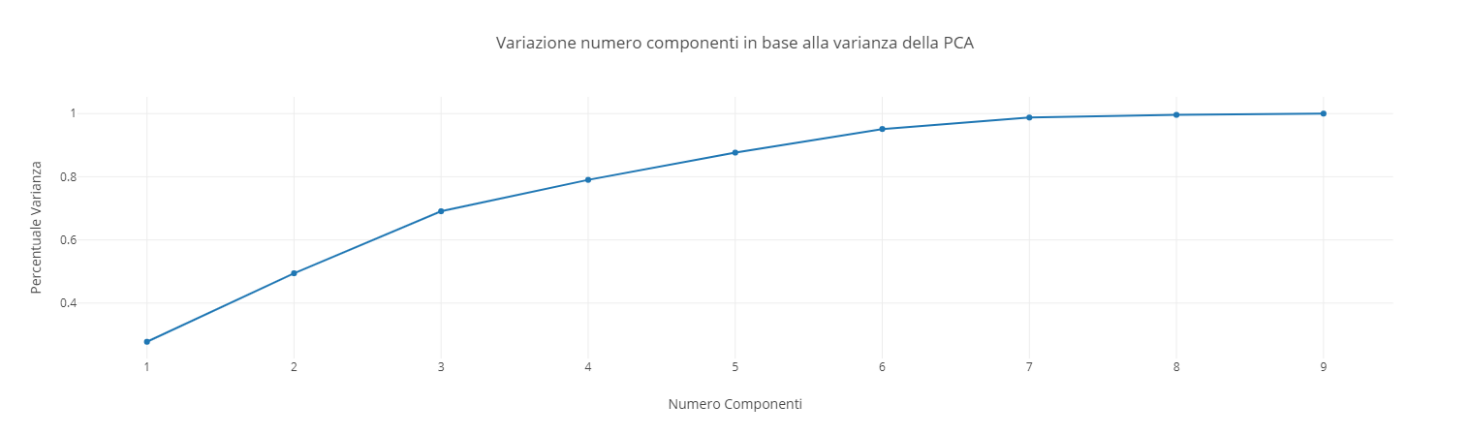 Variazione numero componenti in base alla varianza della PCA
Percentuale Varianza
1
0.8
0.6
0.4
1 2 3 4 5 6 7 8 9
Numero Componenti